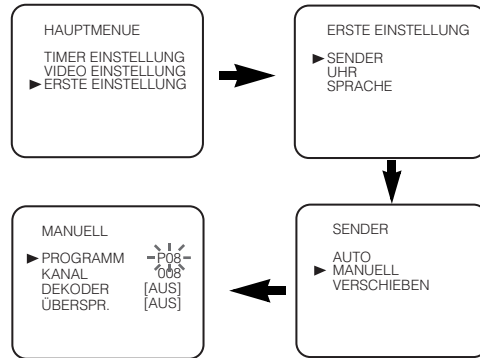 HAUPTMENUE
TIMER EINSTELLUNG
VIDEO EINSTELLUNG
ERSTE EINSTELLUNG
ERSTE EINSTELLUNG
SENDER
UHR
SPRACHE
SENDER
AUTO
MANUELL
VERSCHIEBEN
MANUELL
PROGRAMM P08
KANAL 008
DEKODER [AUS]
ÜBERSPR. [AUS]